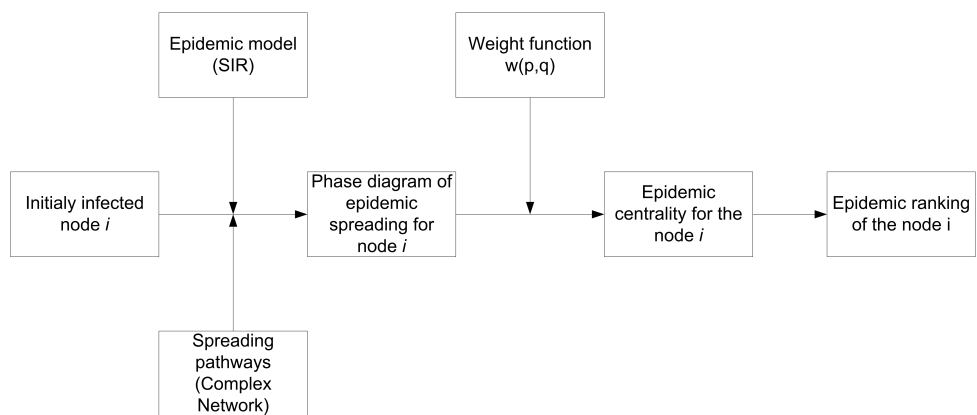 Epidemic model
(SIR)
Weight function
w(p,q)
Initialy infected
node i
Phase diagram of
epidemic
spreading for
node i
Epidemic
centrality for the
node i
Epidemic ranking
of the node i
Spreading
pathways
(Complex
Network)